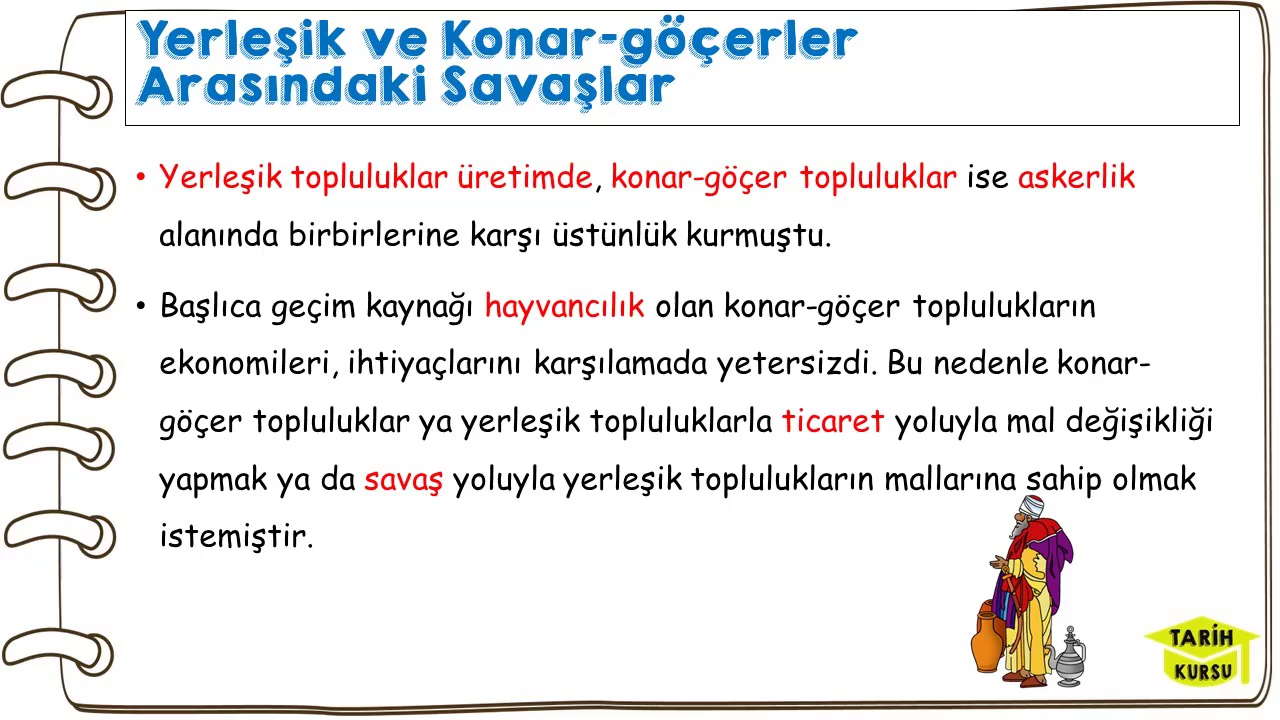 Yerleşik ve Konar-göçerler
Arasındaki Savaşlar
• Yerleşik topluluklar üretimde, konar-göçer topluluklar ise askerlik
alanında birbirlerine karşı üstünlük kurmuştu.
• Başlıca geçim kaynağı hayvancılık olan konar-göçer toplulukların
ekonomileri, ihtiyaçlarını karşılamada yetersizdi. Bu nedenle konar-
göçer topluluklar ya yerleşik topluluklarla ticaret yoluyla mal değişikliği
yapmak ya da savaş yoluyla yerleşik toplulukların mallarına sahip olmak
istemiştir.
TARİH
KURSU